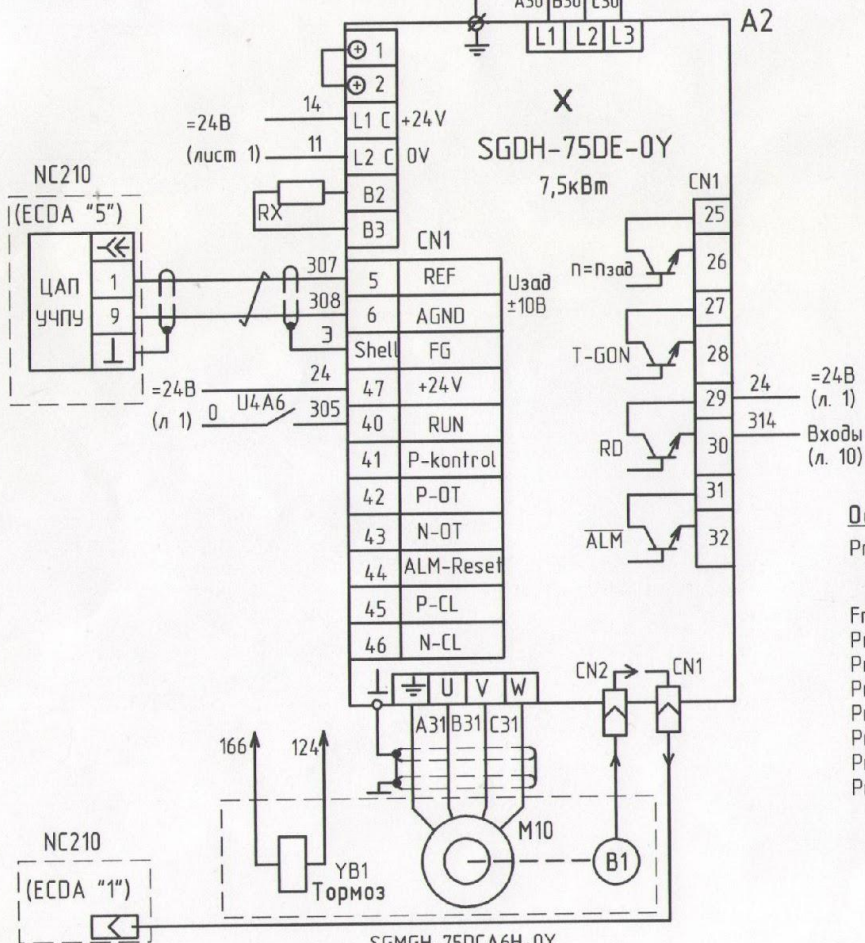 A30 B30 C30
L1 L2 L3
A2
1
2
14
=24В
L1 C +24V
X
11
(лист 1)
L2 C 0V
SGDH-75DE-0Y
7,5кВт
NC210
(ECDA "5")
RX
B2
B3
CN1
CN1
25
26
27
28
29
30
31
32
n=nзад
T-GON
RD
ALM
24
=24В
(л. 1)
314
Входы
(л. 10)
ЦАП
УЧПУ
1
9
307
5 REF
Uзад
±10В
308
6 AGND
3
Shell FG
24
=24В
47 +24V
(л 1)
0
U4A6
305
40 RUN
41 P-kontrol
42 P-OT
43 N-OT
44 ALM-Reset
45 P-CL
46 N-CL
U V W
CN2
CN1
A31 B31 C31
166
124
M10
B1
YB1
Тормоз
NC210
(ECDA "1")
SGMGH-75DCA6H-0Y